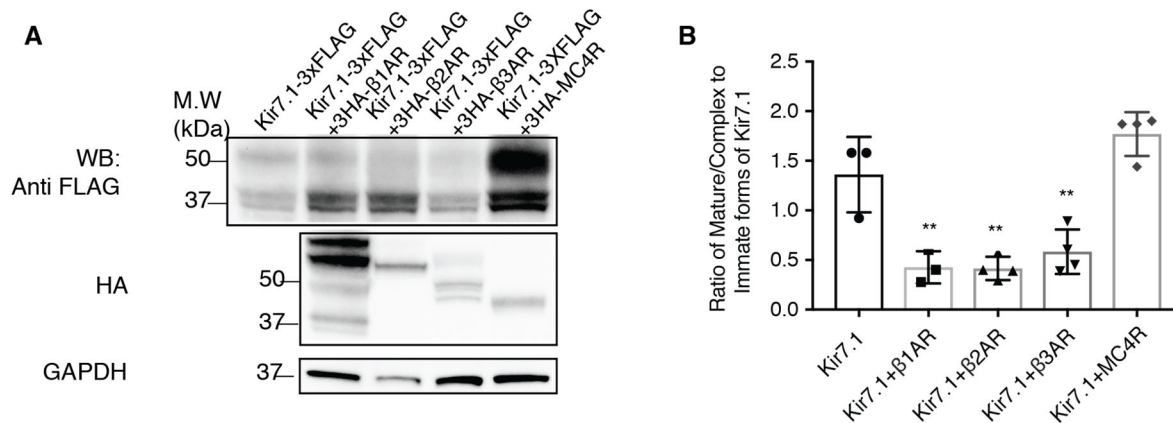 A
Kir7.1-3xFLAG
Kir7.1-3xFLAG
+3HA-β1AR
Kir7.1-3xFLAG
+3HA-β2AR
Kir7.1-3xFLAG
+3HA-β3AR
Kir7.1-3XFLAG
+3HA-MC4R
M.W
(kDa)
WB:
Anti FLAG
50
37
HA
50
37
GAPDH
37
B
Ratio of Mature/Complex to
Immate forms of Kir7.1
2.5
2.0
1.5
1.0
0.5
0.0
**
**
**
Kir7.1
Kir7.1+β1AR
Kir7.1+β2AR
Kir7.1+β3AR
Kir7.1+MC4R